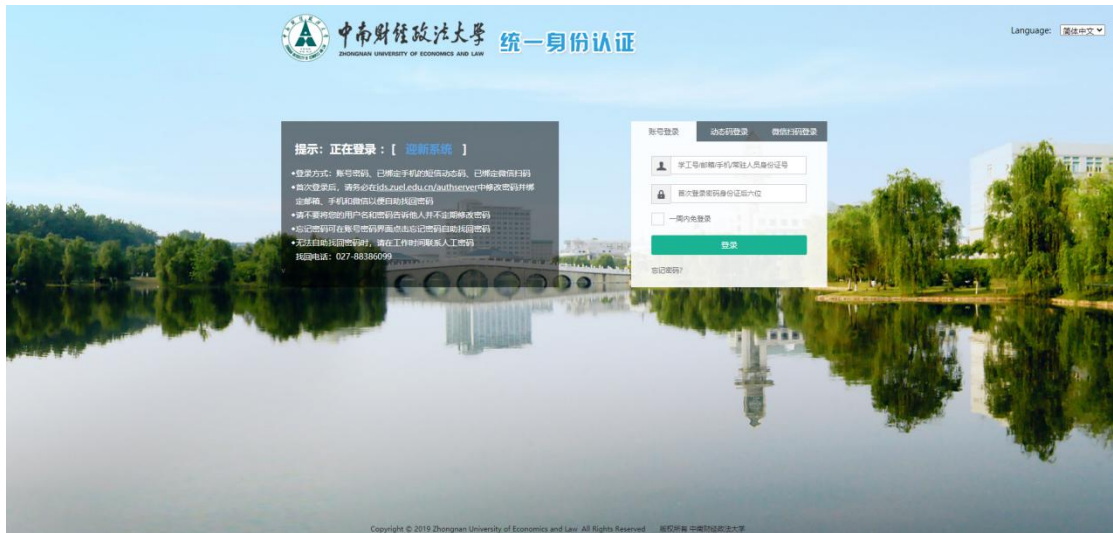 中南财经政法大学
ZHONGNAN UNIVERSITY OF ECONOMICS AND LAW
统一身份认证
Language: 简体中文
提示：正在登录：[ 迎新系统 ]
•登录方式：账号密码、已绑定手机的短信动态码、已绑定微信扫码
•首次登录后，请务必在ids.zuel.edu.cn/authserver中修改密码并绑
定邮箱、手机和微信以便自助找回密码
•请不要将您的用户名和密码告诉他人并不定期修改密码
•忘记密码可在账号密码界面点击忘记密码自助找回密码
•无法自助找回密码时，请在工作时间联系人工密码
找回电话：027-88386099
账号登录 动态码登录 微信扫码登录
学工号/邮箱/手机/常驻人员身份证号
首次登录密码身份证后六位
一周内免登录
登录
忘记密码?
Copyright © 2019 Zhongnan University of Economics and Law All Rights Reserved 版权所有 中南财经政法大学